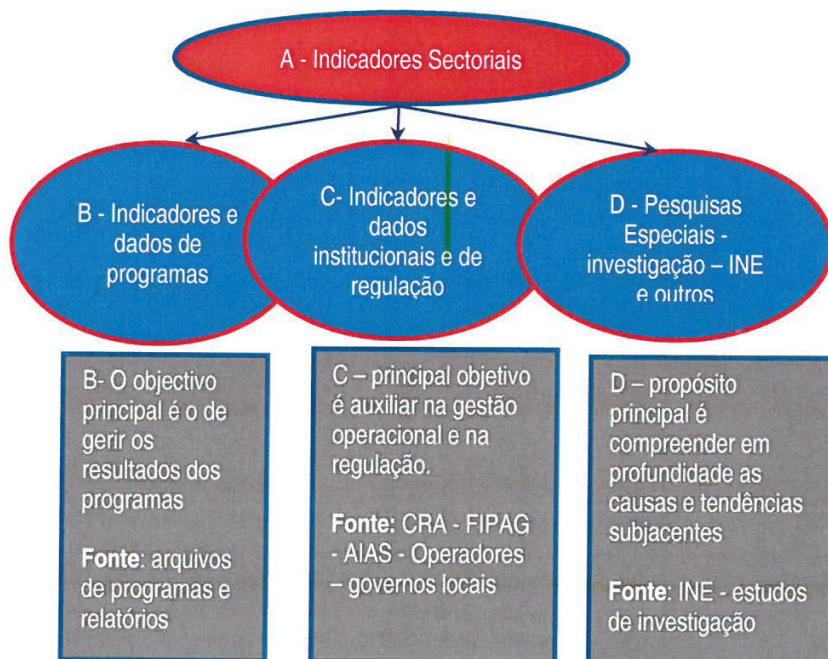 A - Indicadores Sectoriais
B - Indicadores e
dados de
programas
C- Indicadores e
dados
institucionais e de
regulação
D - Pesquisas
Especiais -
investigação – INE
e outros
B- O objectivo
principal é o de
gerir os
resultados dos
programas
Fonte: arquivos
de programas e
relatórios
C – principal objetivo
é auxiliar na gestão
operacional e na
regulação.
Fonte: CRA - FIPAG
- AIAS - Operadores
– governos locais
D – propósito
principal é
compreender em
profundidade as
causas e tendências
subjacentes
Fonte: INE - estudos
de investigação